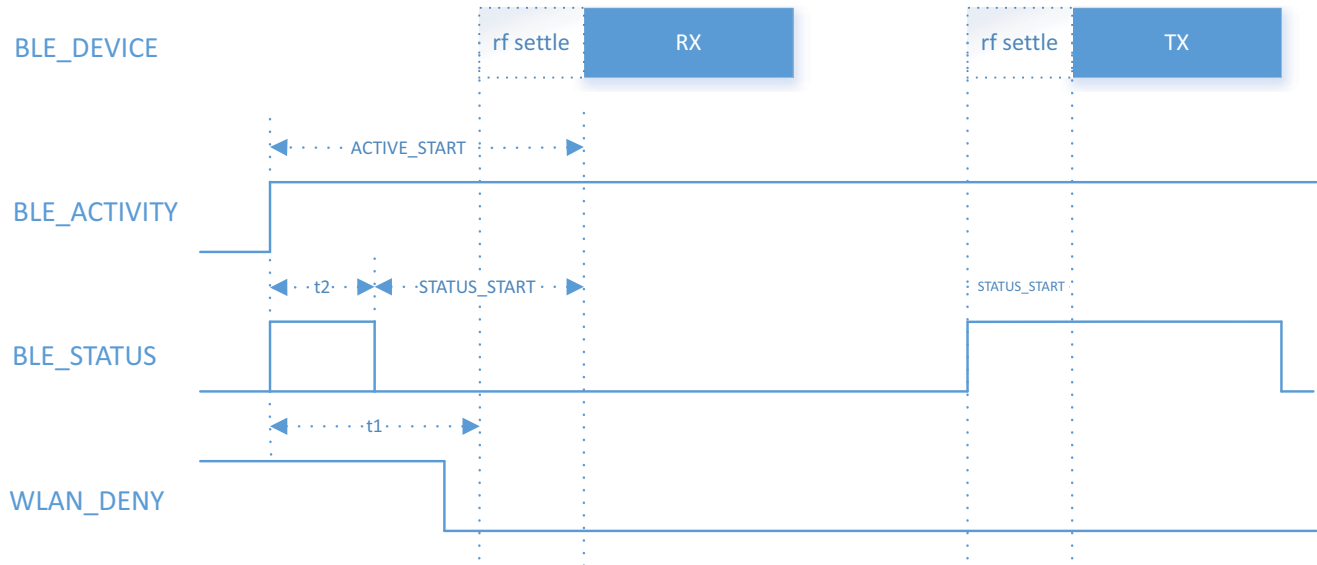 BLE_DEVICE
rf settle
RX
rf settle
TX
ACTIVE_START
BLE_ACTIVITY
t2
STATUS_START
STATUS_START
BLE_STATUS
t1
WLAN_DENY